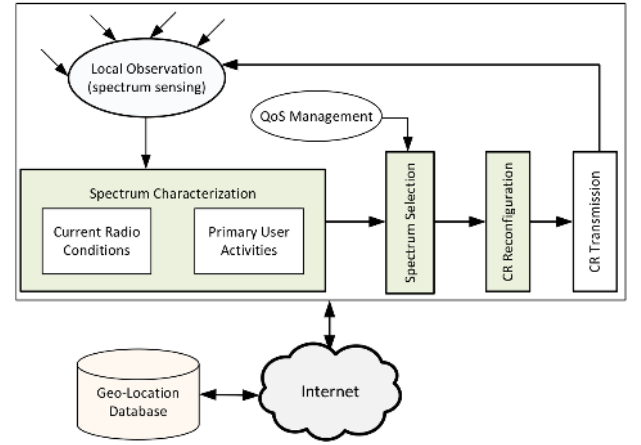 Local Observation
(spectrum sensing)
QoS Management
Spectrum Characterization
Current Radio
Conditions
Primary User
Activities
Spectrum Selection
CR Reconfiguration
CR Transmission
Geo-Location
Database
Internet